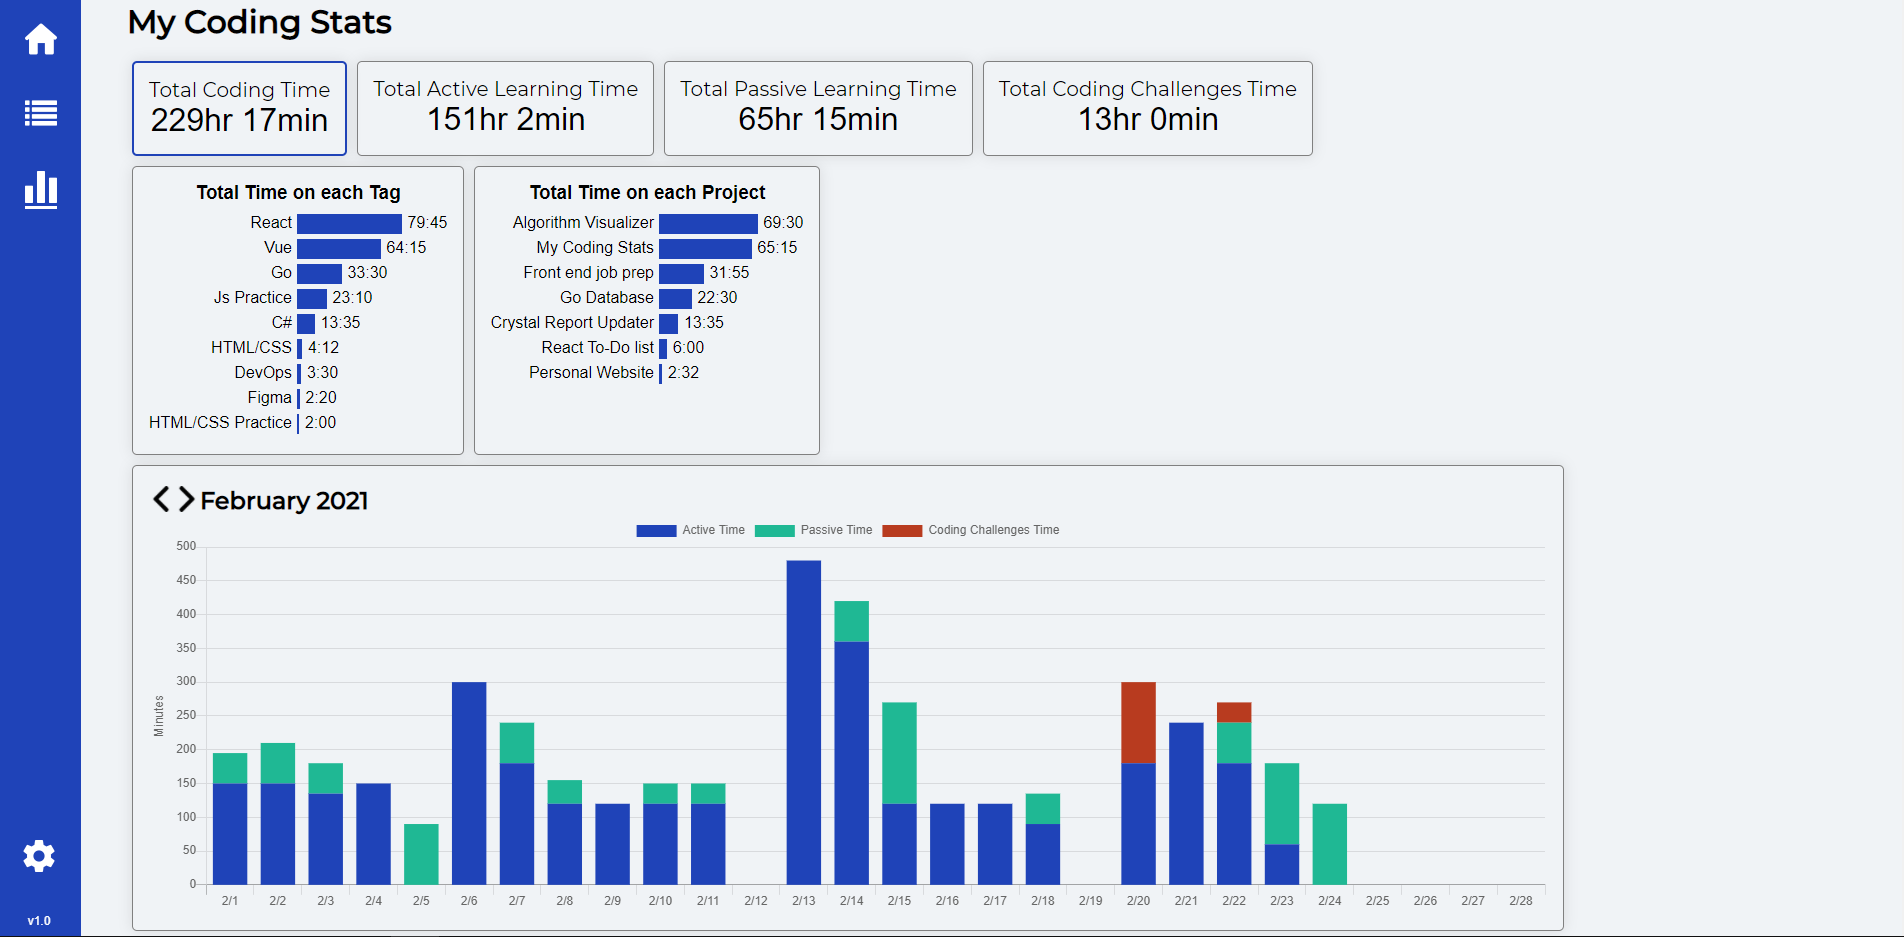 My Coding Stats
Total Coding Time
229hr 17min
Total Active Learning Time
151hr 2min
Total Passive Learning Time
65hr 15min
Total Coding Challenges Time
13hr 0min
Total Time on each Tag
React 79:45
Vue 64:15
Go 33:30
Js Practice 23:10
C# 13:35
HTML/CSS 4:12
DevOps 3:30
Figma 2:20
HTML/CSS Practice 2:00
Total Time on each Project
Algorithm Visualizer 69:30
My Coding Stats 65:15
Front end job prep 31:55
Go Database 22:30
Crystal Report Updater 13:35
React To-Do list 6:00
Personal Website 2:32
February 2021
Active Time Passive Time Coding Challenges Time
Minutes
500
450
400
350
300
250
200
150
100
50
0
2/1 2/2 2/3 2/4 2/5 2/6 2/7 2/8 2/9 2/10 2/11 2/12 2/13 2/14 2/15 2/16 2/17 2/18 2/19 2/20 2/21 2/22 2/23 2/24 2/25 2/26 2/27 2/28
v1.0